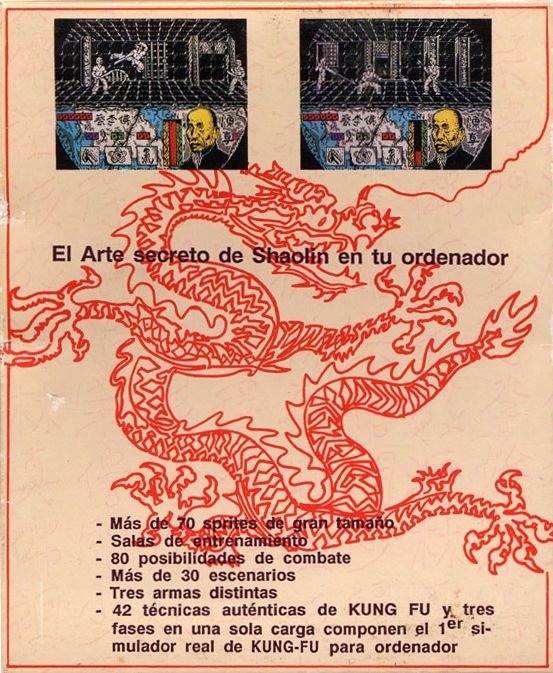 El Arte secreto de Shaolin en tu ordenador
- Más de 70 sprites de gran tamaño
- Salas de entrenamiento
- 80 posibilidades de combate
- Más de 30 escenarios
- Tres armas distintas
- 42 técnicas auténticas de KUNG FU y tres
fases en una sola carga componen el 1er si-
mulador real de KUNG-FU para ordenador